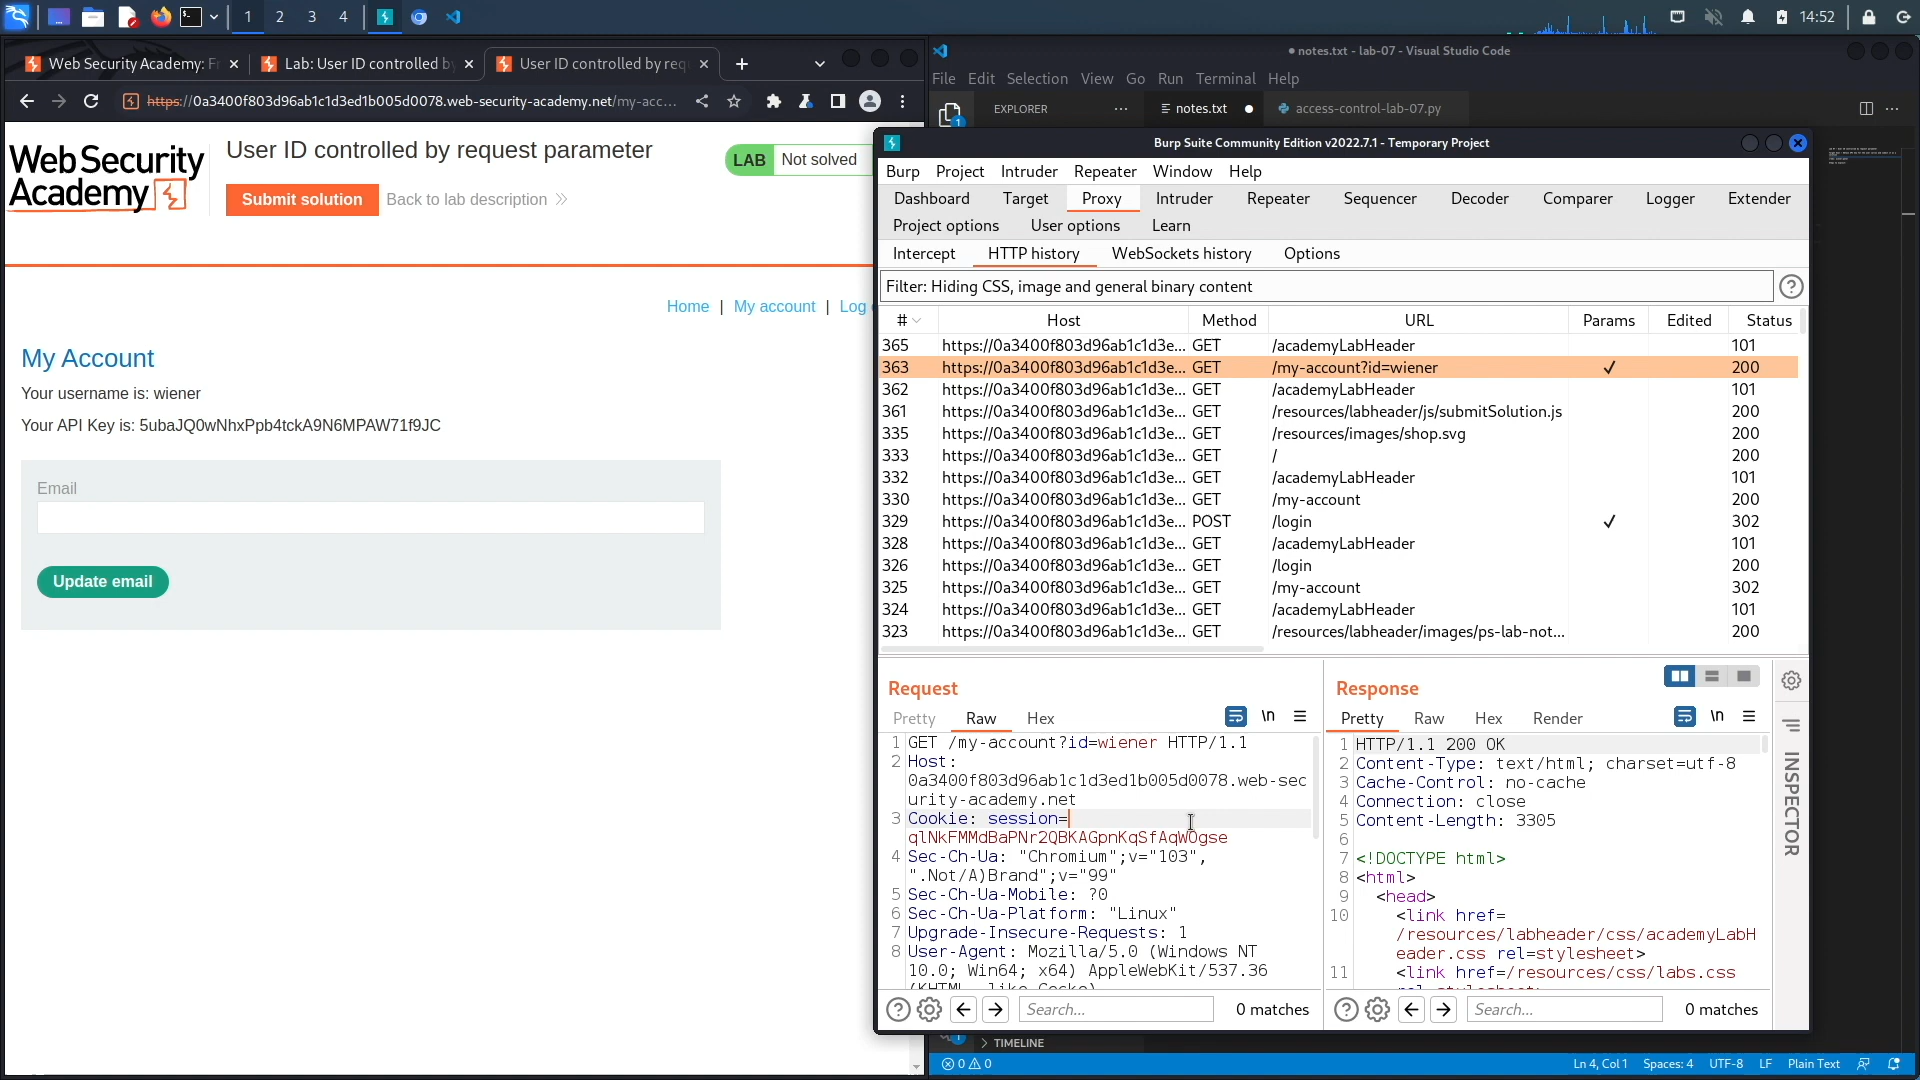 1 2 3 4 14:52
Web Security Academy: Fr
Lab: User ID controlled by
User ID controlled by req
https://0a3400f803d96ab1c1d3ed1b005d0078.web-security-academy.net/my-acc...
WebSecurity
Academy
User ID controlled by request parameter
Submit solution
Back to lab description
LAB Not solved
Home | My account | Log
My Account
Your username is: wiener
Your API Key is: 5ubaJQ0wNhxPpb4tckA9N6MPAW71f9JC
Email
Update email
notes.txt - lab-07 - Visual Studio Code
File Edit Selection View Go Run Terminal Help
EXPLORER ... notes.txt access-control-lab-07.py
Burp Suite Community Edition v2022.7.1 - Temporary Project
Burp Project Intruder Repeater Window Help
Dashboard Target Proxy Intruder Repeater Sequencer Decoder Comparer Logger Extender
Project options User options Learn
Intercept HTTP history WebSockets history Options
Filter: Hiding CSS, image and general binary content
# Host Method URL Params Edited Status
365 https://0a3400f803d96ab1c1d3e... GET /academyLabHeader 101
363 https://0a3400f803d96ab1c1d3e... GET /my-account?id=wiener ✓ 200
362 https://0a3400f803d96ab1c1d3e... GET /academyLabHeader 101
361 https://0a3400f803d96ab1c1d3e... GET /resources/labheader/js/submitSolution.js 200
335 https://0a3400f803d96ab1c1d3e... GET /resources/images/shop.svg 200
333 https://0a3400f803d96ab1c1d3e... GET / 200
332 https://0a3400f803d96ab1c1d3e... GET /academyLabHeader 101
330 https://0a3400f803d96ab1c1d3e... GET /my-account 200
329 https://0a3400f803d96ab1c1d3e... POST /login ✓ 302
328 https://0a3400f803d96ab1c1d3e... GET /academyLabHeader 101
326 https://0a3400f803d96ab1c1d3e... GET /login 200
325 https://0a3400f803d96ab1c1d3e... GET /my-account 302
324 https://0a3400f803d96ab1c1d3e... GET /academyLabHeader 101
323 https://0a3400f803d96ab1c1d3e... GET /resources/labheader/images/ps-lab-not... 200
Request
Pretty Raw Hex \n
1 GET /my-account?id=wiener HTTP/1.1
2 Host:
0a3400f803d96ab1c1d3ed1b005d0078.web-sec
urity-academy.net
3 Cookie: session=
qlNkFMMdBaPNr2QBKAGpnKqSfAqWOgse
4 Sec-Ch-Ua: "Chromium";v="103",
".Not/A)Brand";v="99"
5 Sec-Ch-Ua-Mobile: ?0
6 Sec-Ch-Ua-Platform: "Linux"
7 Upgrade-Insecure-Requests: 1
8 User-Agent: Mozilla/5.0 (Windows NT
10.0; Win64; x64) AppleWebKit/537.36
(KHTML, like Gecko)
Search... 0 matches
Response
Pretty Raw Hex Render \n
1 HTTP/1.1 200 OK
2 Content-Type: text/html; charset=utf-8
3 Cache-Control: no-cache
4 Connection: close
5 Content-Length: 3305
6
7 <!DOCTYPE html>
8 <html>
9 <head>
10 <link href=
/resources/labheader/css/academyLabH
eader.css rel=stylesheet>
11 <link href=/resources/css/labs.css
rel=stylesheet>
Search... 0 matches
INSPECTOR
TIMELINE
0 0 Ln 4, Col 1 Spaces: 4 UTF-8 LF Plain Text